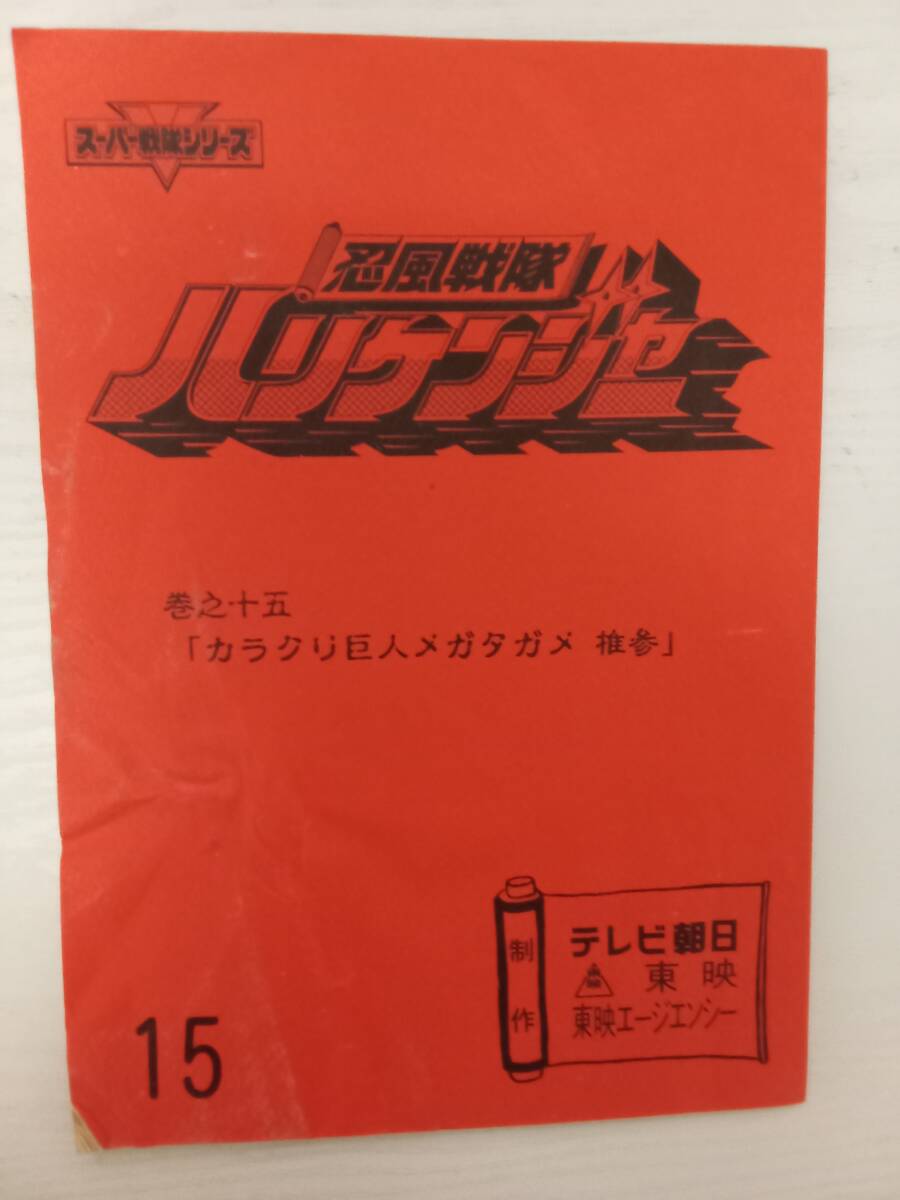 スーパー戦隊シリーズ
忍風戦隊
ハリケンジャー
巻之十五
「カラクリ巨人メガタガメ 推参」
制作
テレビ朝日
東映
東映エージエンシー
15